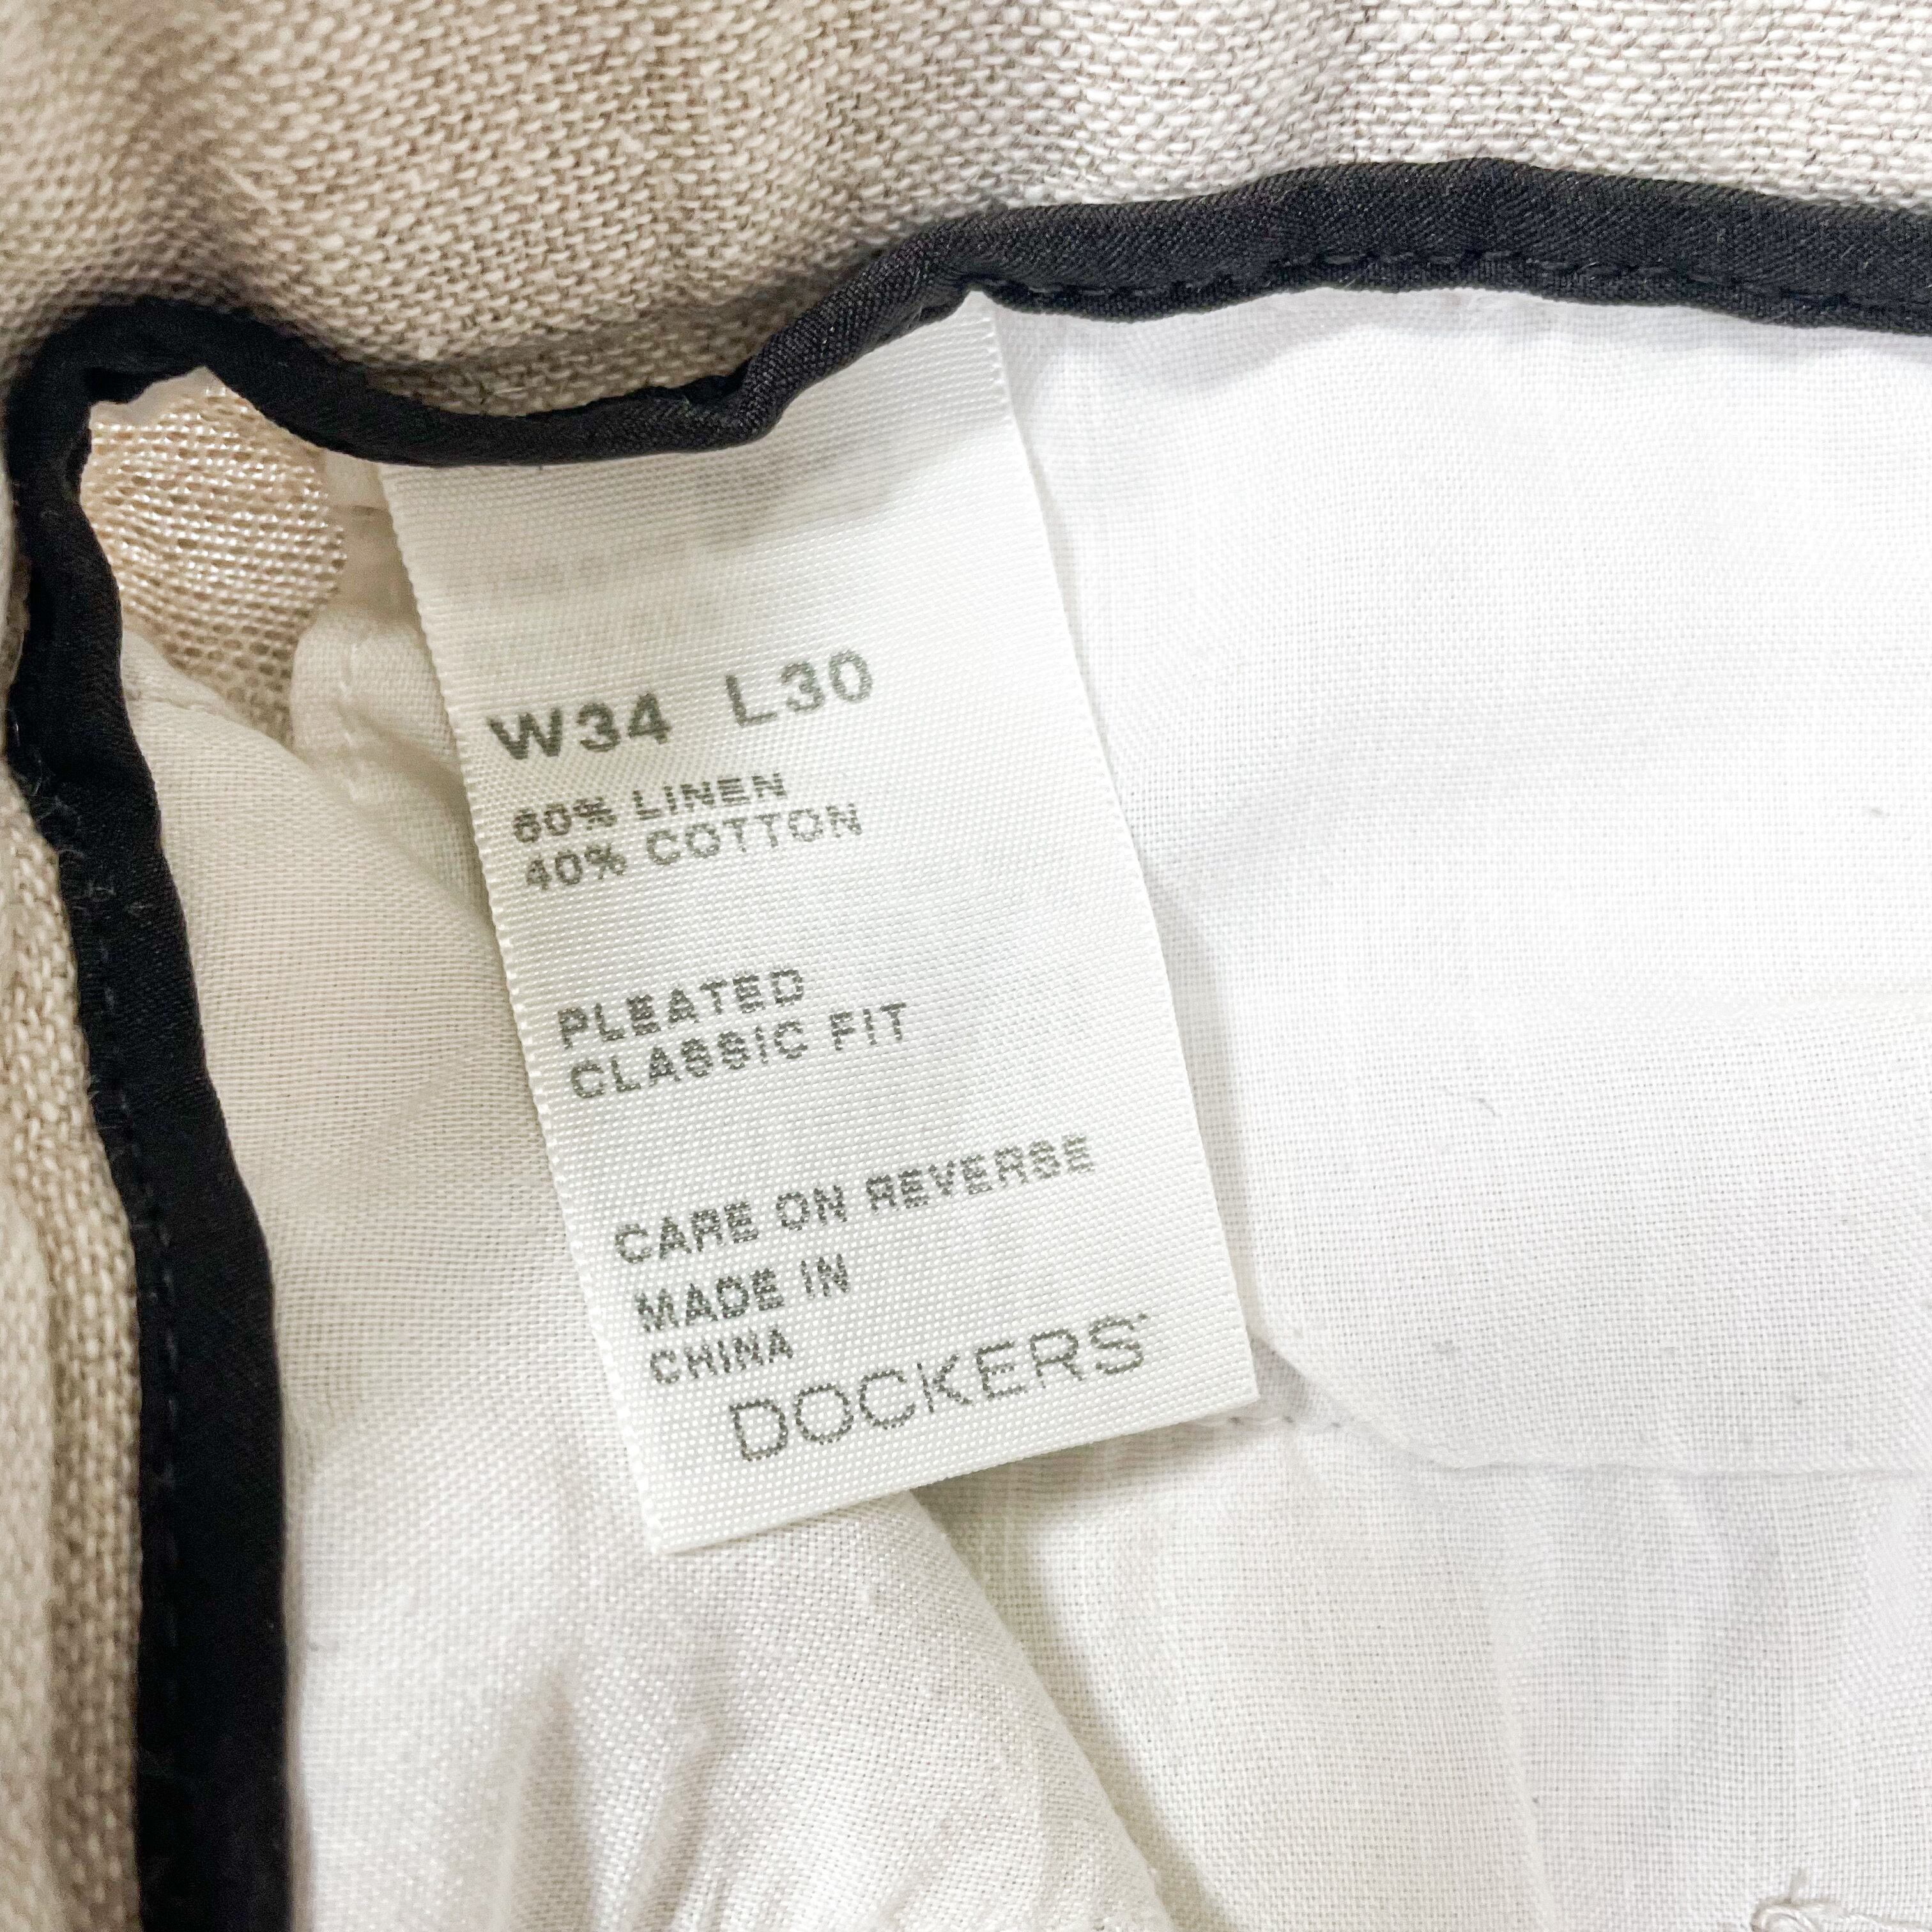 W34 L30
60% LINEN
40% COTTON
PLEATED
CLASSIC FIT
CARE ON REVERSE
MADE IN
CHINA
DOCKERS